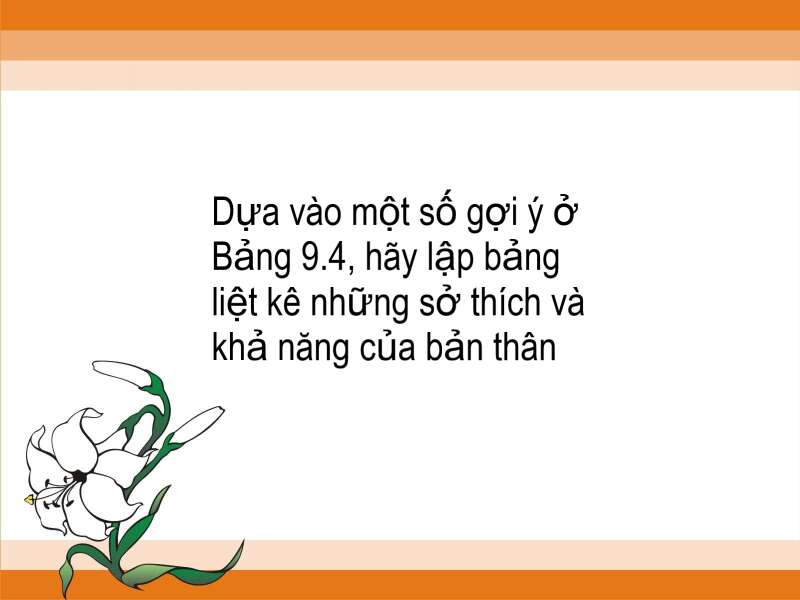 Dựa vào một số gợi ý ở
Bảng 9.4, hãy lập bảng
liệt kê những sở thích và
khả năng của bản thân